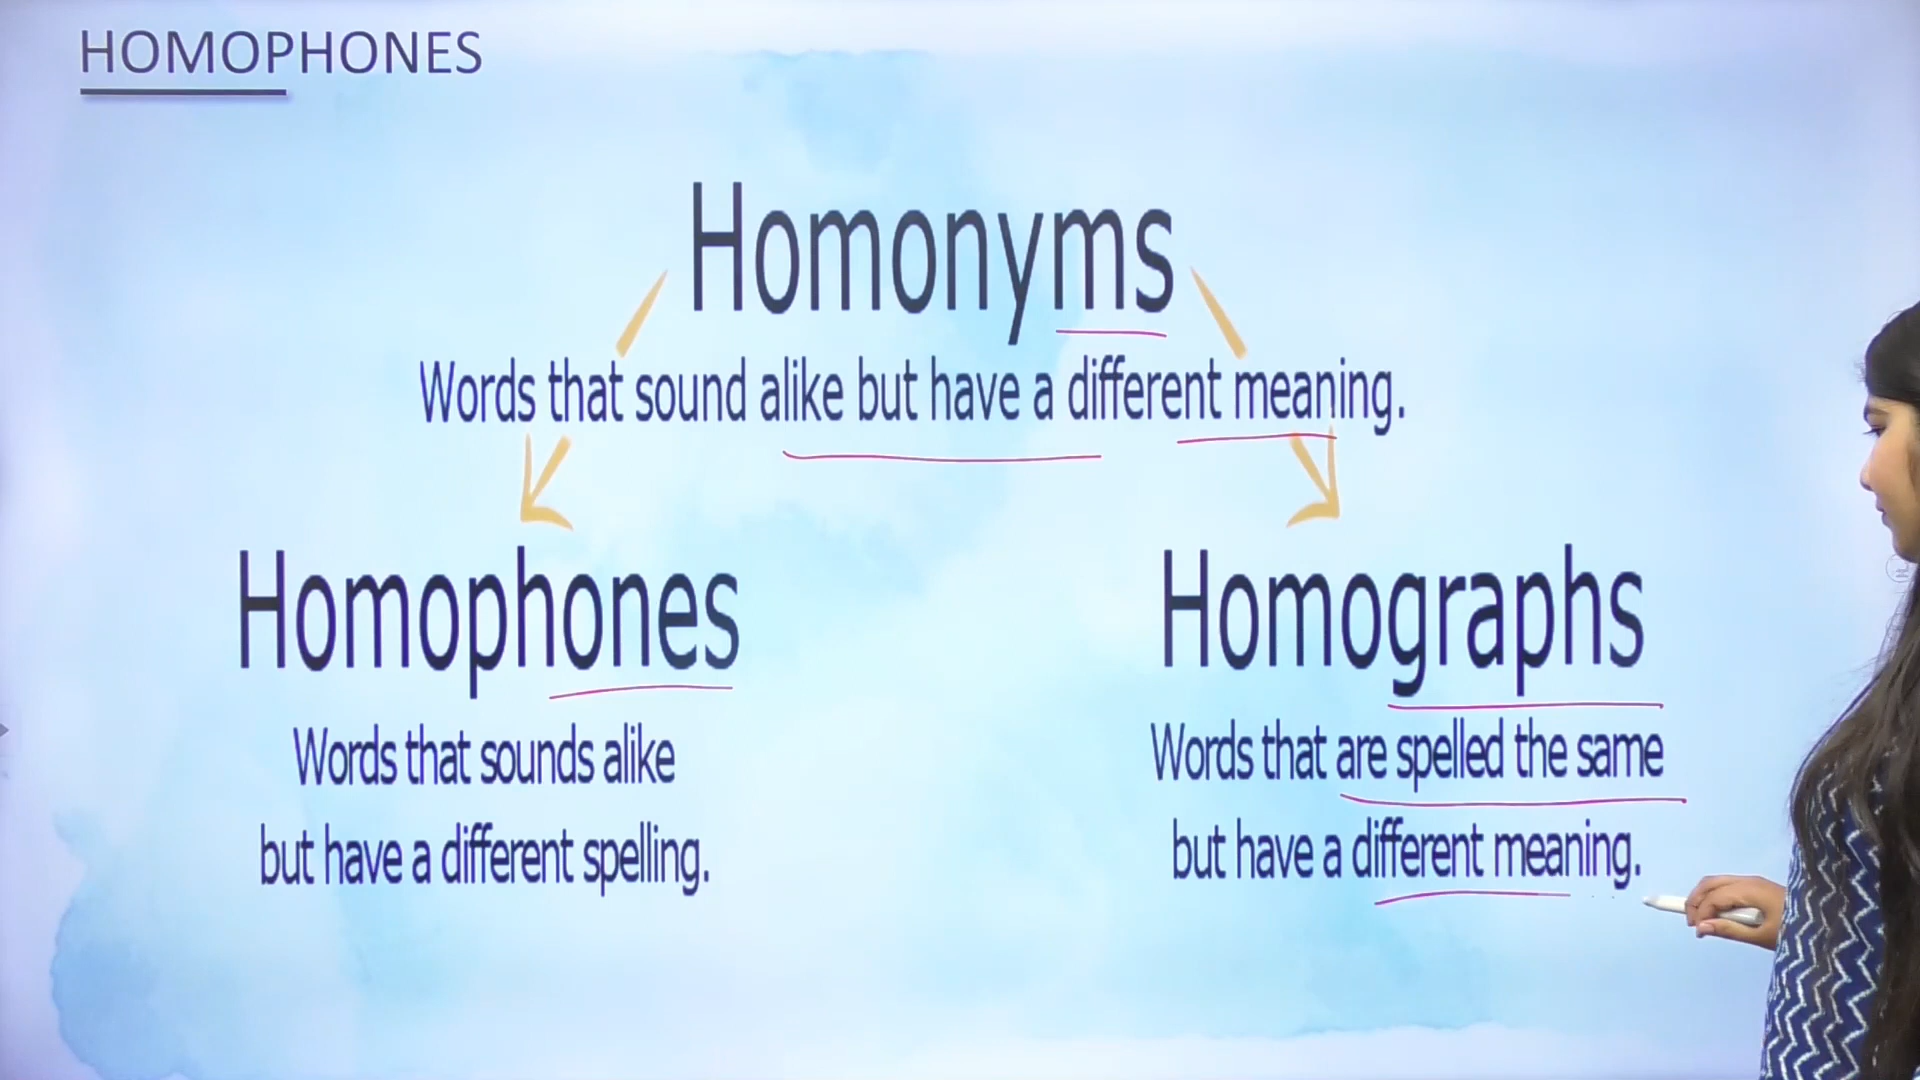 HOMOPHONES
Homonyms
Words that sound alike but have a different meaning.
Homophones
Words that sounds alike
but have a different spelling.
Homographs
Words that are spelled the same
but have a different meaning.